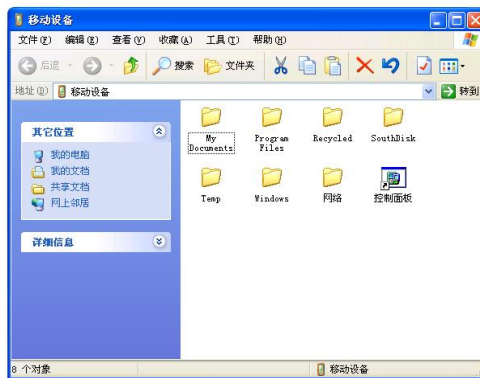 移动设备
文件(F) 编辑(E) 查看(V) 收藏(A) 工具(T) 帮助(H)
后退 搜索 文件夹
地址(D) 移动设备 转到
其它位置
我的电脑
我的文档
共享文档
网上邻居
详细信息
My Documents Program Files Recycled SouthDisk
Temp Windows 网络 控制面板
8 个对象 移动设备